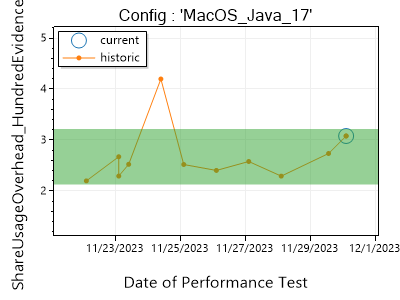 Config : 'MacOS_Java_17'
ShareUsageOverhead_HundredEvidences
current
historic
5
4
3
2
11/23/2023
11/25/2023
11/27/2023
11/29/2023
12/1/2023
Date of Performance Test